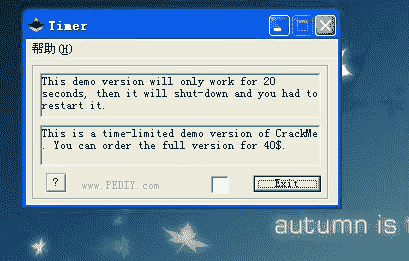 Timer
帮助(H)
This demo version will only work for 20
seconds, then it will shut-down and you had to
restart it.
This is a time-limited demo version of CrackMe
. You can order the full version for 40$.
?
www.PEDIY.com
Exit
autumn is